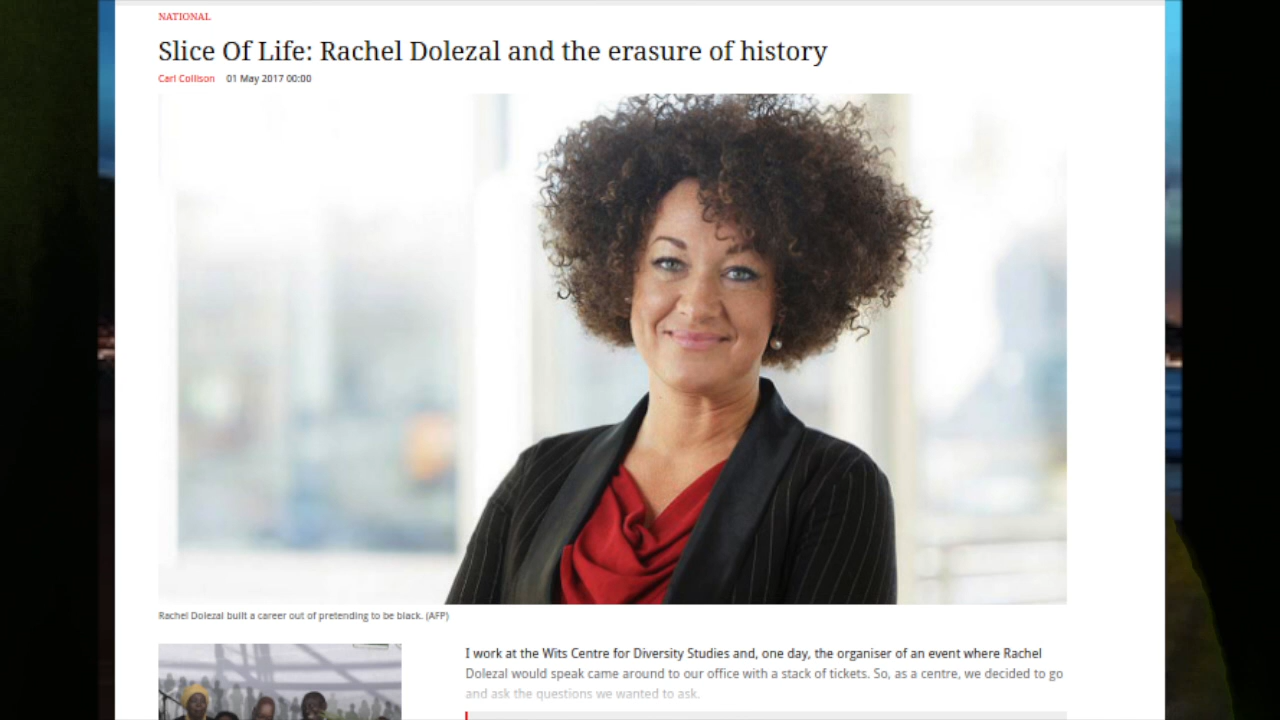 NATIONAL
Slice Of Life: Rachel Dolezal and the erasure of history
Carl Collison 01 May 2017 00:00
Rachel Dolezal built a career out of pretending to be black. (AFP)
I work at the Wits Centre for Diversity Studies and, one day, the organiser of an event where Rachel
Dolezal would speak came around to our office with a stack of tickets. So, as a centre, we decided to go
and ask the questions we wanted to ask.